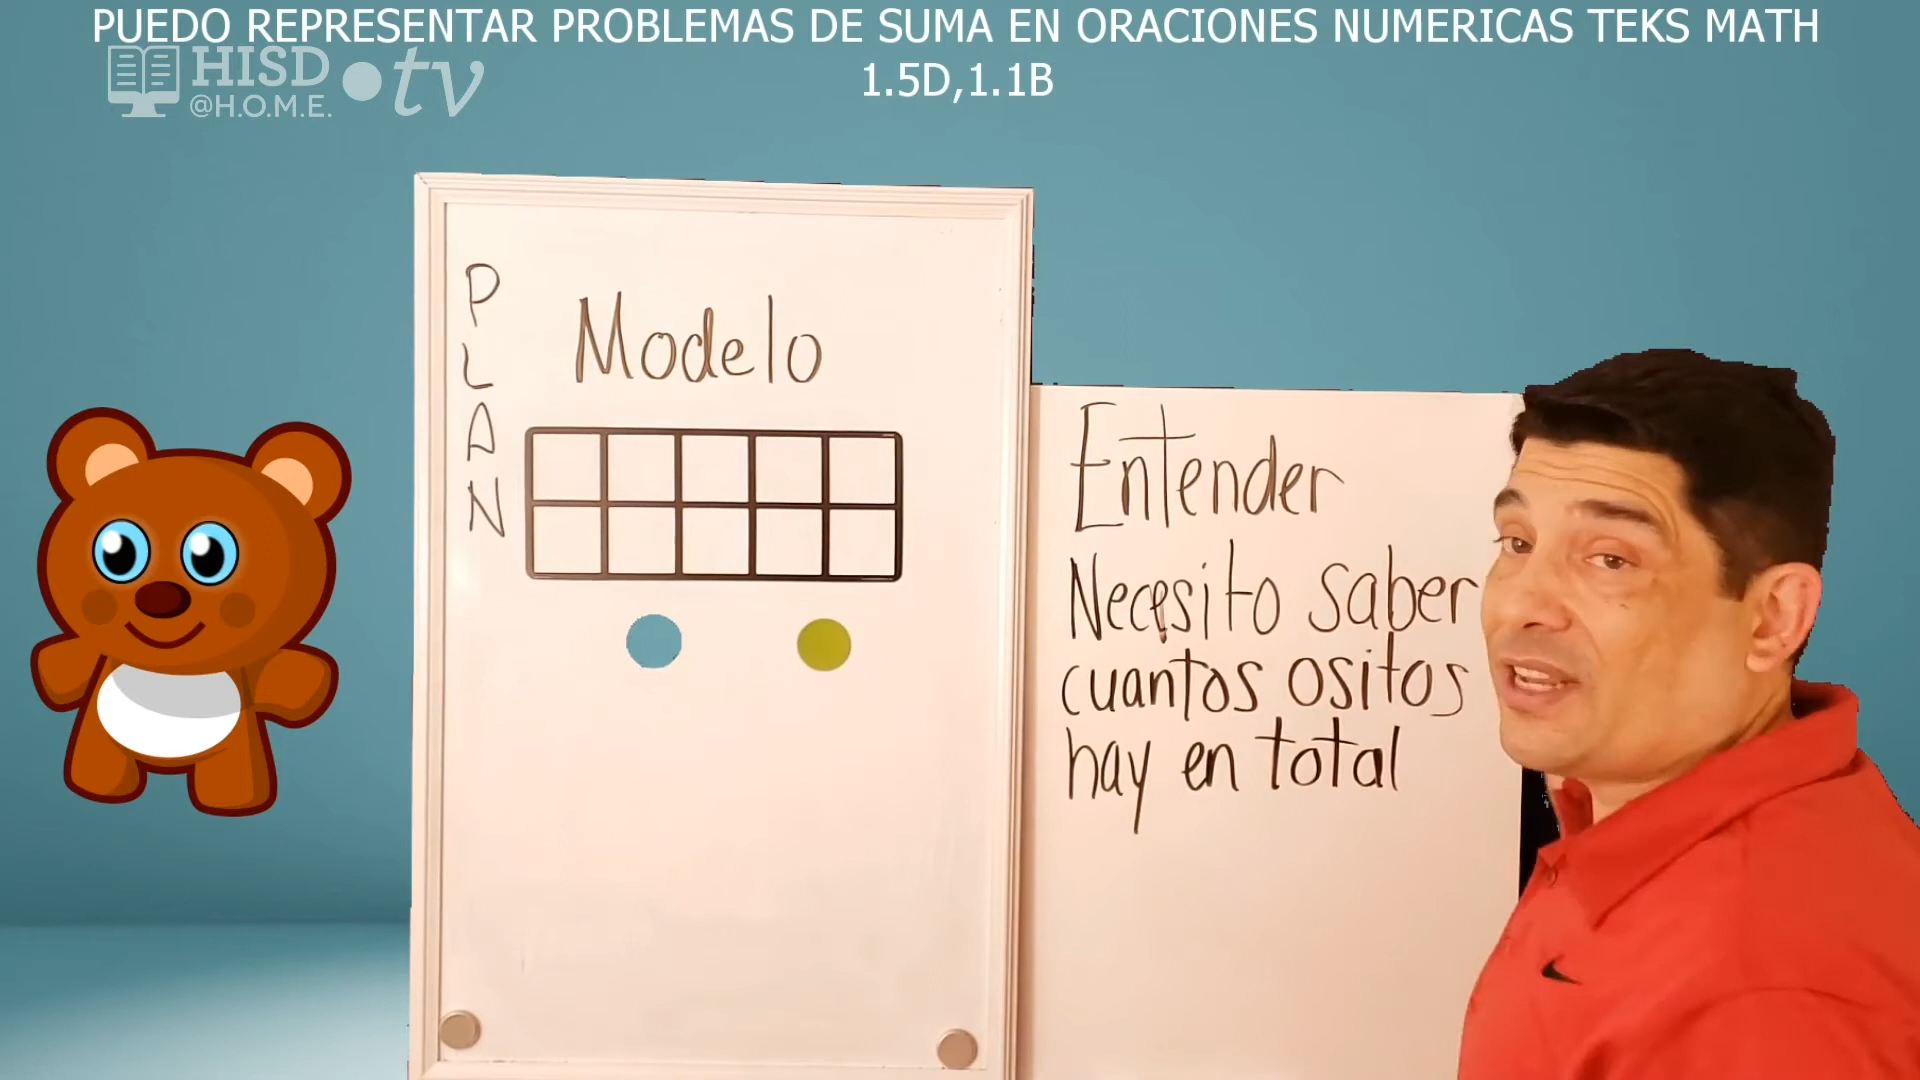 PUEDO REPRESENTAR PROBLEMAS DE SUMA EN ORACIONES NUMERICAS TEKS MATH
1.5D,1.1B
HISD
@H.O.M.E.
tv
PLAN
Modelo
Entender
Necesito saber
cuantos ositos
hay en total